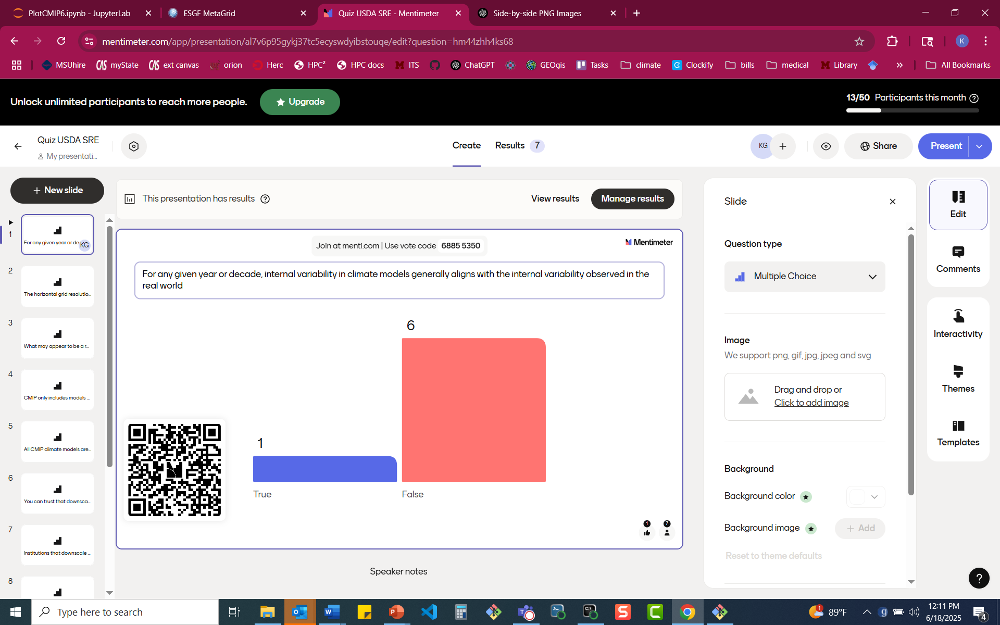 PlotCMIP6.ipynb - JupyterLab
ESGF MetaGrid
Quiz USDA SRE - Mentimeter
Side-by-side PNG Images
mentimeter.com/app/presentation/al7v6p95gykj37tc5ecyswdyibstouqe/edit?question=hm44zhh4ks68
K
MSUhire
CAS myState
CAS ext canvas
orion
Herc
HPC²
HPC docs
M ITS
ChatGPT
GEOgis
Tasks
climate
Clockify
bills
medical
M Library
»
All Bookmarks
Unlock unlimited participants to reach more people.
Upgrade
13/50 Participants this month ?
Quiz USDA SRE
My presentati...
Create
Results 7
KG
+
Share
Present
+ New slide
This presentation has results ?
View results
Manage results
1
For any given year or de
KG
2
The horizontal grid resolutio...
3
What may appear to be a r...
4
CMIP only includes models ...
5
All CMIP climate models are...
6
You can trust that downsca...
7
Institutions that downscale ...
8
Join at menti.com | Use vote code 6885 5350
Mentimeter
For any given year or decade, internal variability in climate models generally aligns with the internal variability observed in the
real world
6
1
True
False
1
7
Speaker notes
Slide
Question type
Multiple Choice
Image
We support png, gif, jpg, jpeg and svg
Drag and drop or
Click to add image
Background
Background color
Background image
+ Add
Reset to theme defaults
Edit
Comments
Interactivity
Themes
Templates
?
Type here to search
1
89°F
12:11 PM
6/18/2025
4